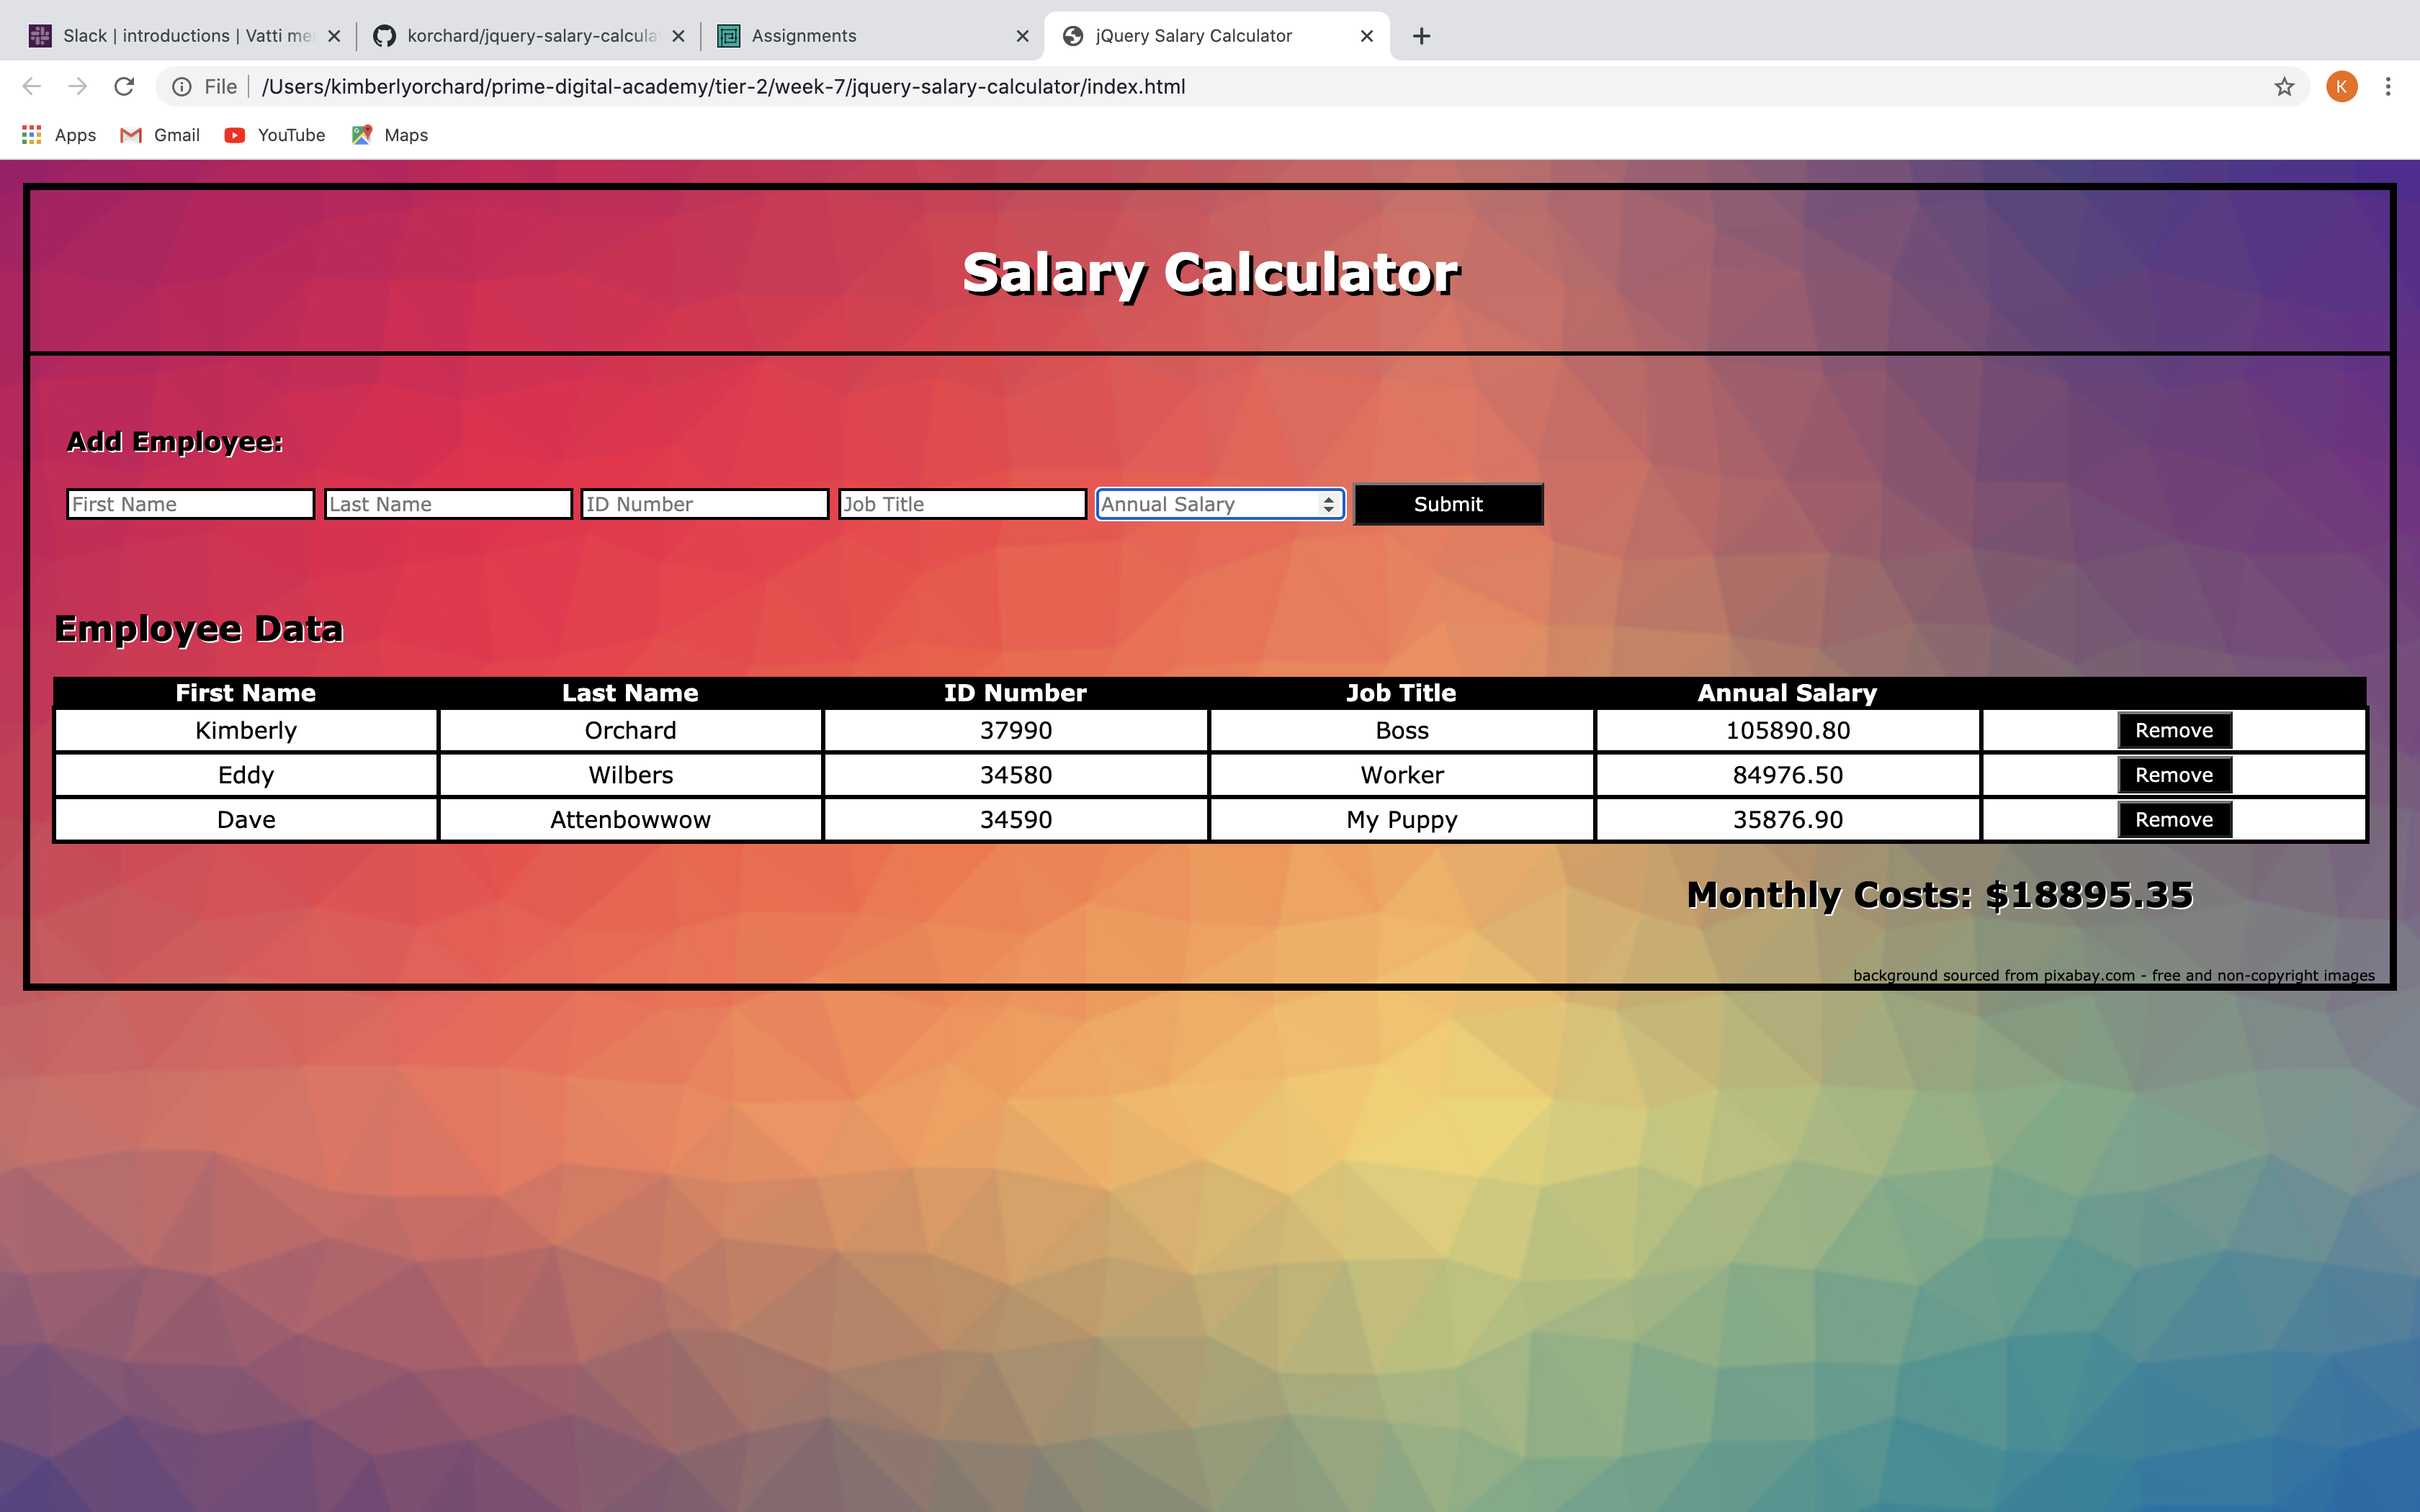 Slack | introductions | Vatti me
korchard/jquery-salary-calcula
Assignments
jQuery Salary Calculator
File /Users/kimberlyorchard/prime-digital-academy/tier-2/week-7/jquery-salary-calculator/index.html
K
Apps Gmail YouTube Maps
Salary Calculator
Add Employee:
First Name Last Name ID Number Job Title Annual Salary Submit
Employee Data
First Name Last Name ID Number Job Title Annual Salary
Kimberly Orchard 37990 Boss 105890.80 Remove
Eddy Wilbers 34580 Worker 84976.50 Remove
Dave Attenbowwow 34590 My Puppy 35876.90 Remove
Monthly Costs: $18895.35
background sourced from pixabay.com - free and non-copyright images